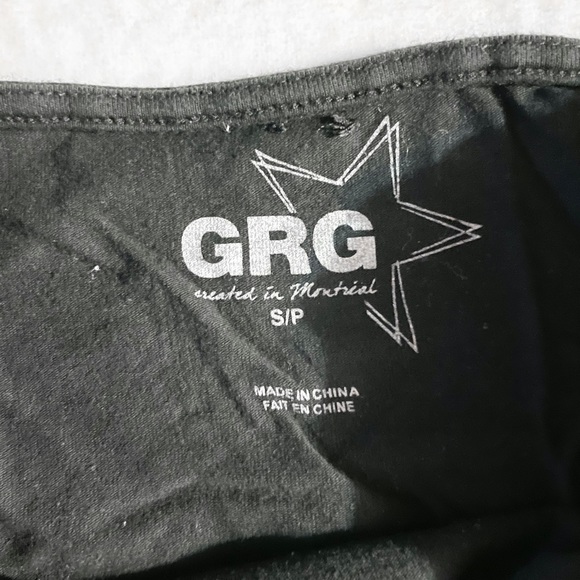 GRG
created in Montréal
S/P
MADE IN CHINA
FAIT EN CHINE